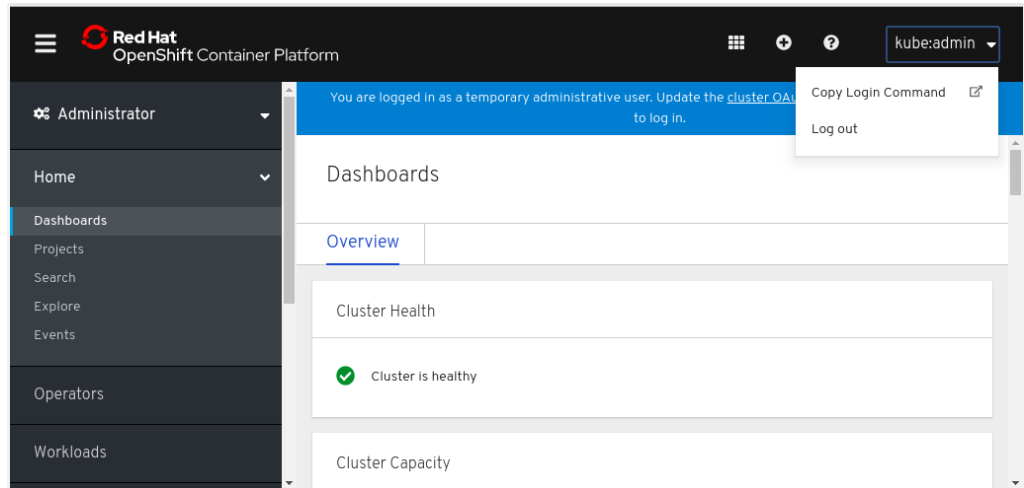 Red Hat
OpenShift Container Platform
kube:admin
Copy Login Command
Log out
Administrator
You are logged in as a temporary administrative user. Update the cluster OAu
to log in.
Home
Dashboards
Projects
Search
Explore
Events
Operators
Workloads
Dashboards
Overview
Cluster Health
Cluster is healthy
Cluster Capacity